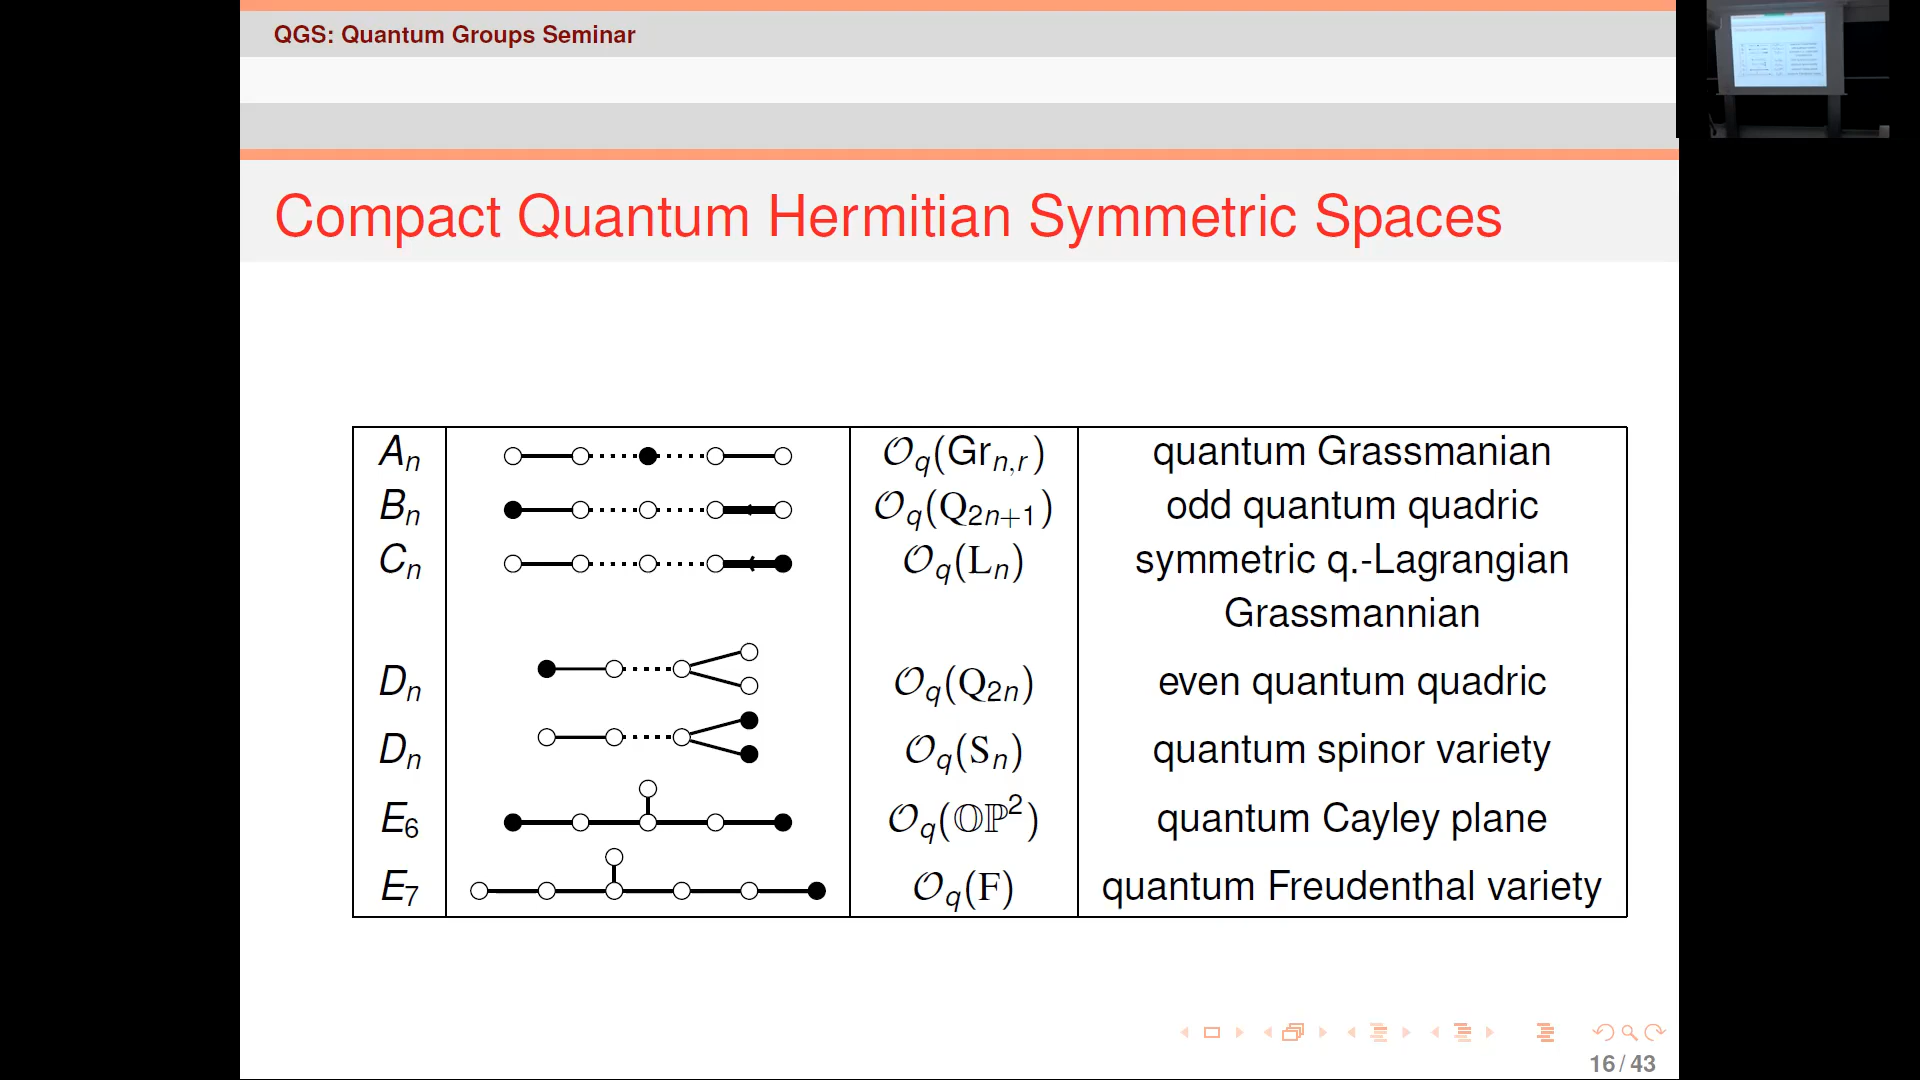 QGS: Quantum Groups Seminar
Compact Quantum Hermitian Symmetric Spaces
Aₙ 𝒪_q(Gr_{n,r}) quantum Grassmanian
Bₙ 𝒪_q(Q_{2n+1}) odd quantum quadric
Cₙ 𝒪_q(Lₙ) symmetric q.-Lagrangian
Grassmannian
Dₙ 𝒪_q(Q_{2n}) even quantum quadric
Dₙ 𝒪_q(Sₙ) quantum spinor variety
E₆ 𝒪_q(𝕆ℙ²) quantum Cayley plane
E₇ 𝒪_q(F) quantum Freudenthal variety
16 / 43